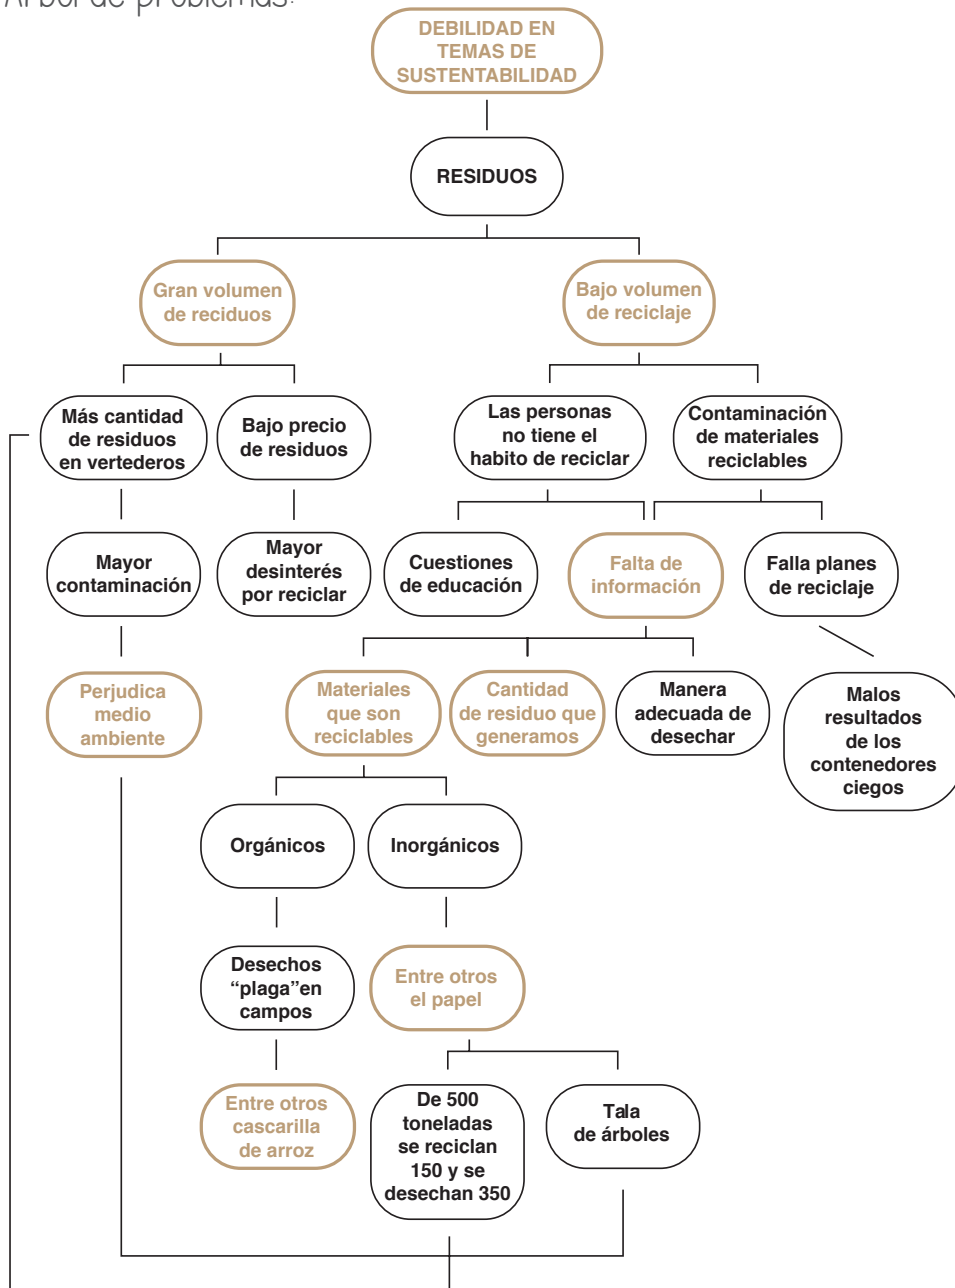 Árbol de problemas:
DEBILIDAD EN
TEMAS DE
SUSTENTABILIDAD
RESIDUOS
Gran volumen
de reciduos
Bajo volumen
de reciclaje
Más cantidad
de residuos
en vertederos
Bajo precio
de residuos
Las personas
no tiene el
habito de reciclar
Contaminación
de materiales
reciclables
Mayor
contaminación
Mayor
desinterés
por reciclar
Cuestiones
de educación
Falta de
información
Falla planes
de reciclaje
Perjudica
medio
ambiente
Materiales
que son
reciclables
Cantidad
de residuo que
generamos
Manera
adecuada de
desechar
Malos
resultados
de los
contenedores
ciegos
Orgánicos
Inorgánicos
Desechos
“plaga”en
campos
Entre otros
el papel
Entre otros
cascarilla
de arroz
De 500
toneladas
se reciclan
150 y se
desechan 350
Tala
de árboles